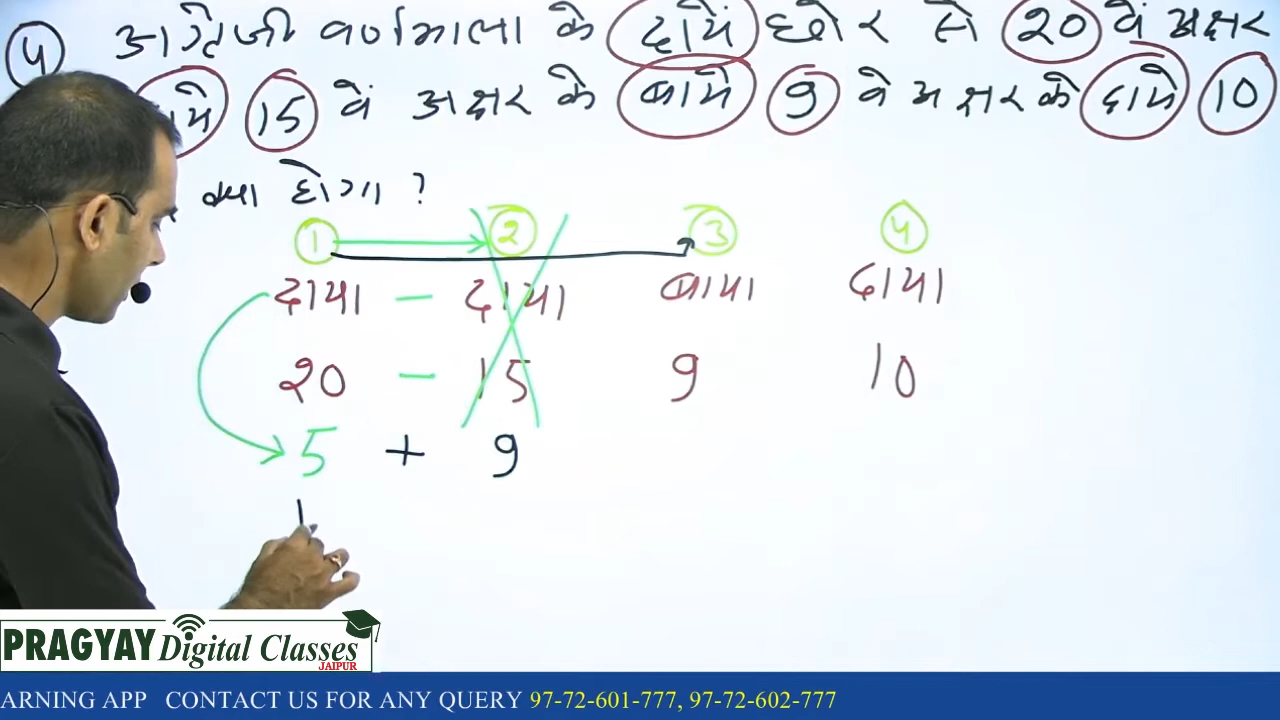 4 अंग्रेजी वर्णमाला के दायें छोर से 20 वें अक्षर
15 वें अक्षर के बायें 9 वे अक्षर के दायें 10
क्या होगा ?
1 2 3 4
दाया - दाया बाया दाया
20 - 15 9 10
5 + 9
PRAGYAY Digital Classes
JAIPUR
ARNING APP CONTACT US FOR ANY QUERY 97-72-601-777, 97-72-602-777